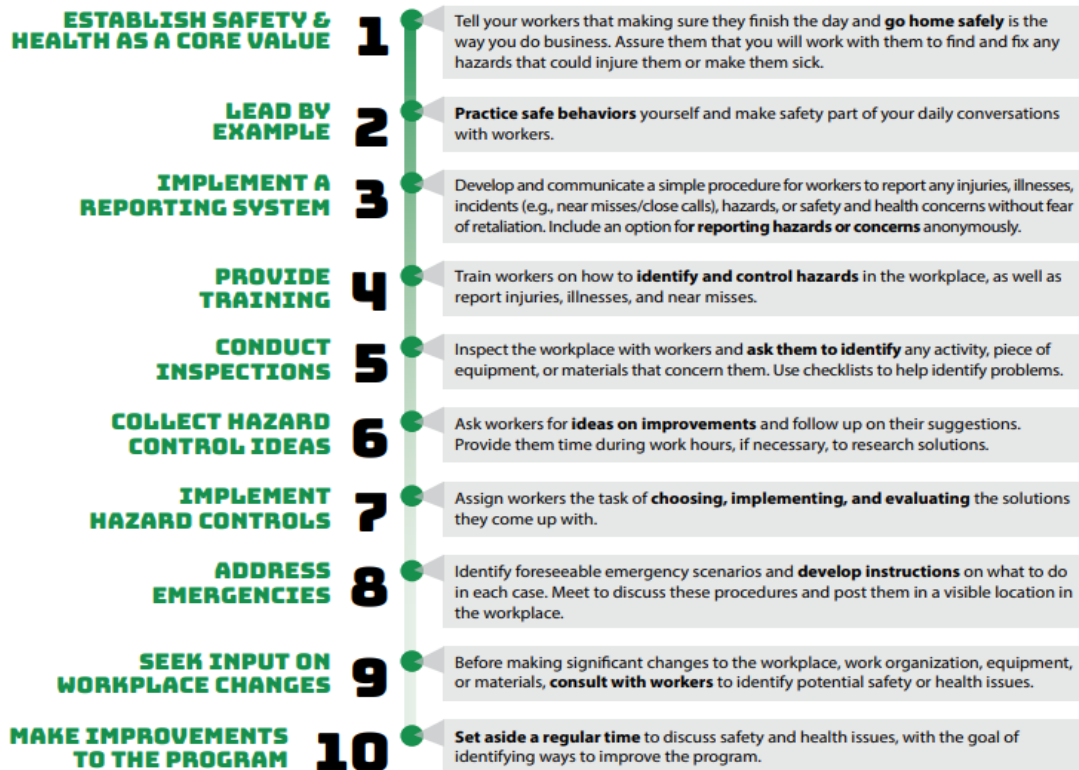 ESTABLISH SAFETY &
HEALTH AS A CORE VALUE
1
Tell your workers that making sure they finish the day and go home safely is the
way you do business. Assure them that you will work with them to find and fix any
hazards that could injure them or make them sick.
LEAD BY
EXAMPLE
2
Practice safe behaviors yourself and make safety part of your daily conversations
with workers.
IMPLEMENT A
REPORTING SYSTEM
3
Develop and communicate a simple procedure for workers to report any injuries, illnesses,
incidents (e.g., near misses/close calls), hazards, or safety and health concerns without fear
of retaliation. Include an option for reporting hazards or concerns anonymously.
PROVIDE
TRAINING
4
Train workers on how to identify and control hazards in the workplace, as well as
report injuries, illnesses, and near misses.
CONDUCT
INSPECTIONS
5
Inspect the workplace with workers and ask them to identify any activity, piece of
equipment, or materials that concern them. Use checklists to help identify problems.
COLLECT HAZARD
CONTROL IDEAS
6
Ask workers for ideas on improvements and follow up on their suggestions.
Provide them time during work hours, if necessary, to research solutions.
IMPLEMENT
HAZARD CONTROLS
7
Assign workers the task of choosing, implementing, and evaluating the solutions
they come up with.
ADDRESS
EMERGENCIES
8
Identify foreseeable emergency scenarios and develop instructions on what to do
in each case. Meet to discuss these procedures and post them in a visible location in
the workplace.
SEEK INPUT ON
WORKPLACE CHANGES
9
Before making significant changes to the workplace, work organization, equipment,
or materials, consult with workers to identify potential safety or health issues.
MAKE IMPROVEMENTS
TO THE PROGRAM
10
Set aside a regular time to discuss safety and health issues, with the goal of
identifying ways to improve the program.